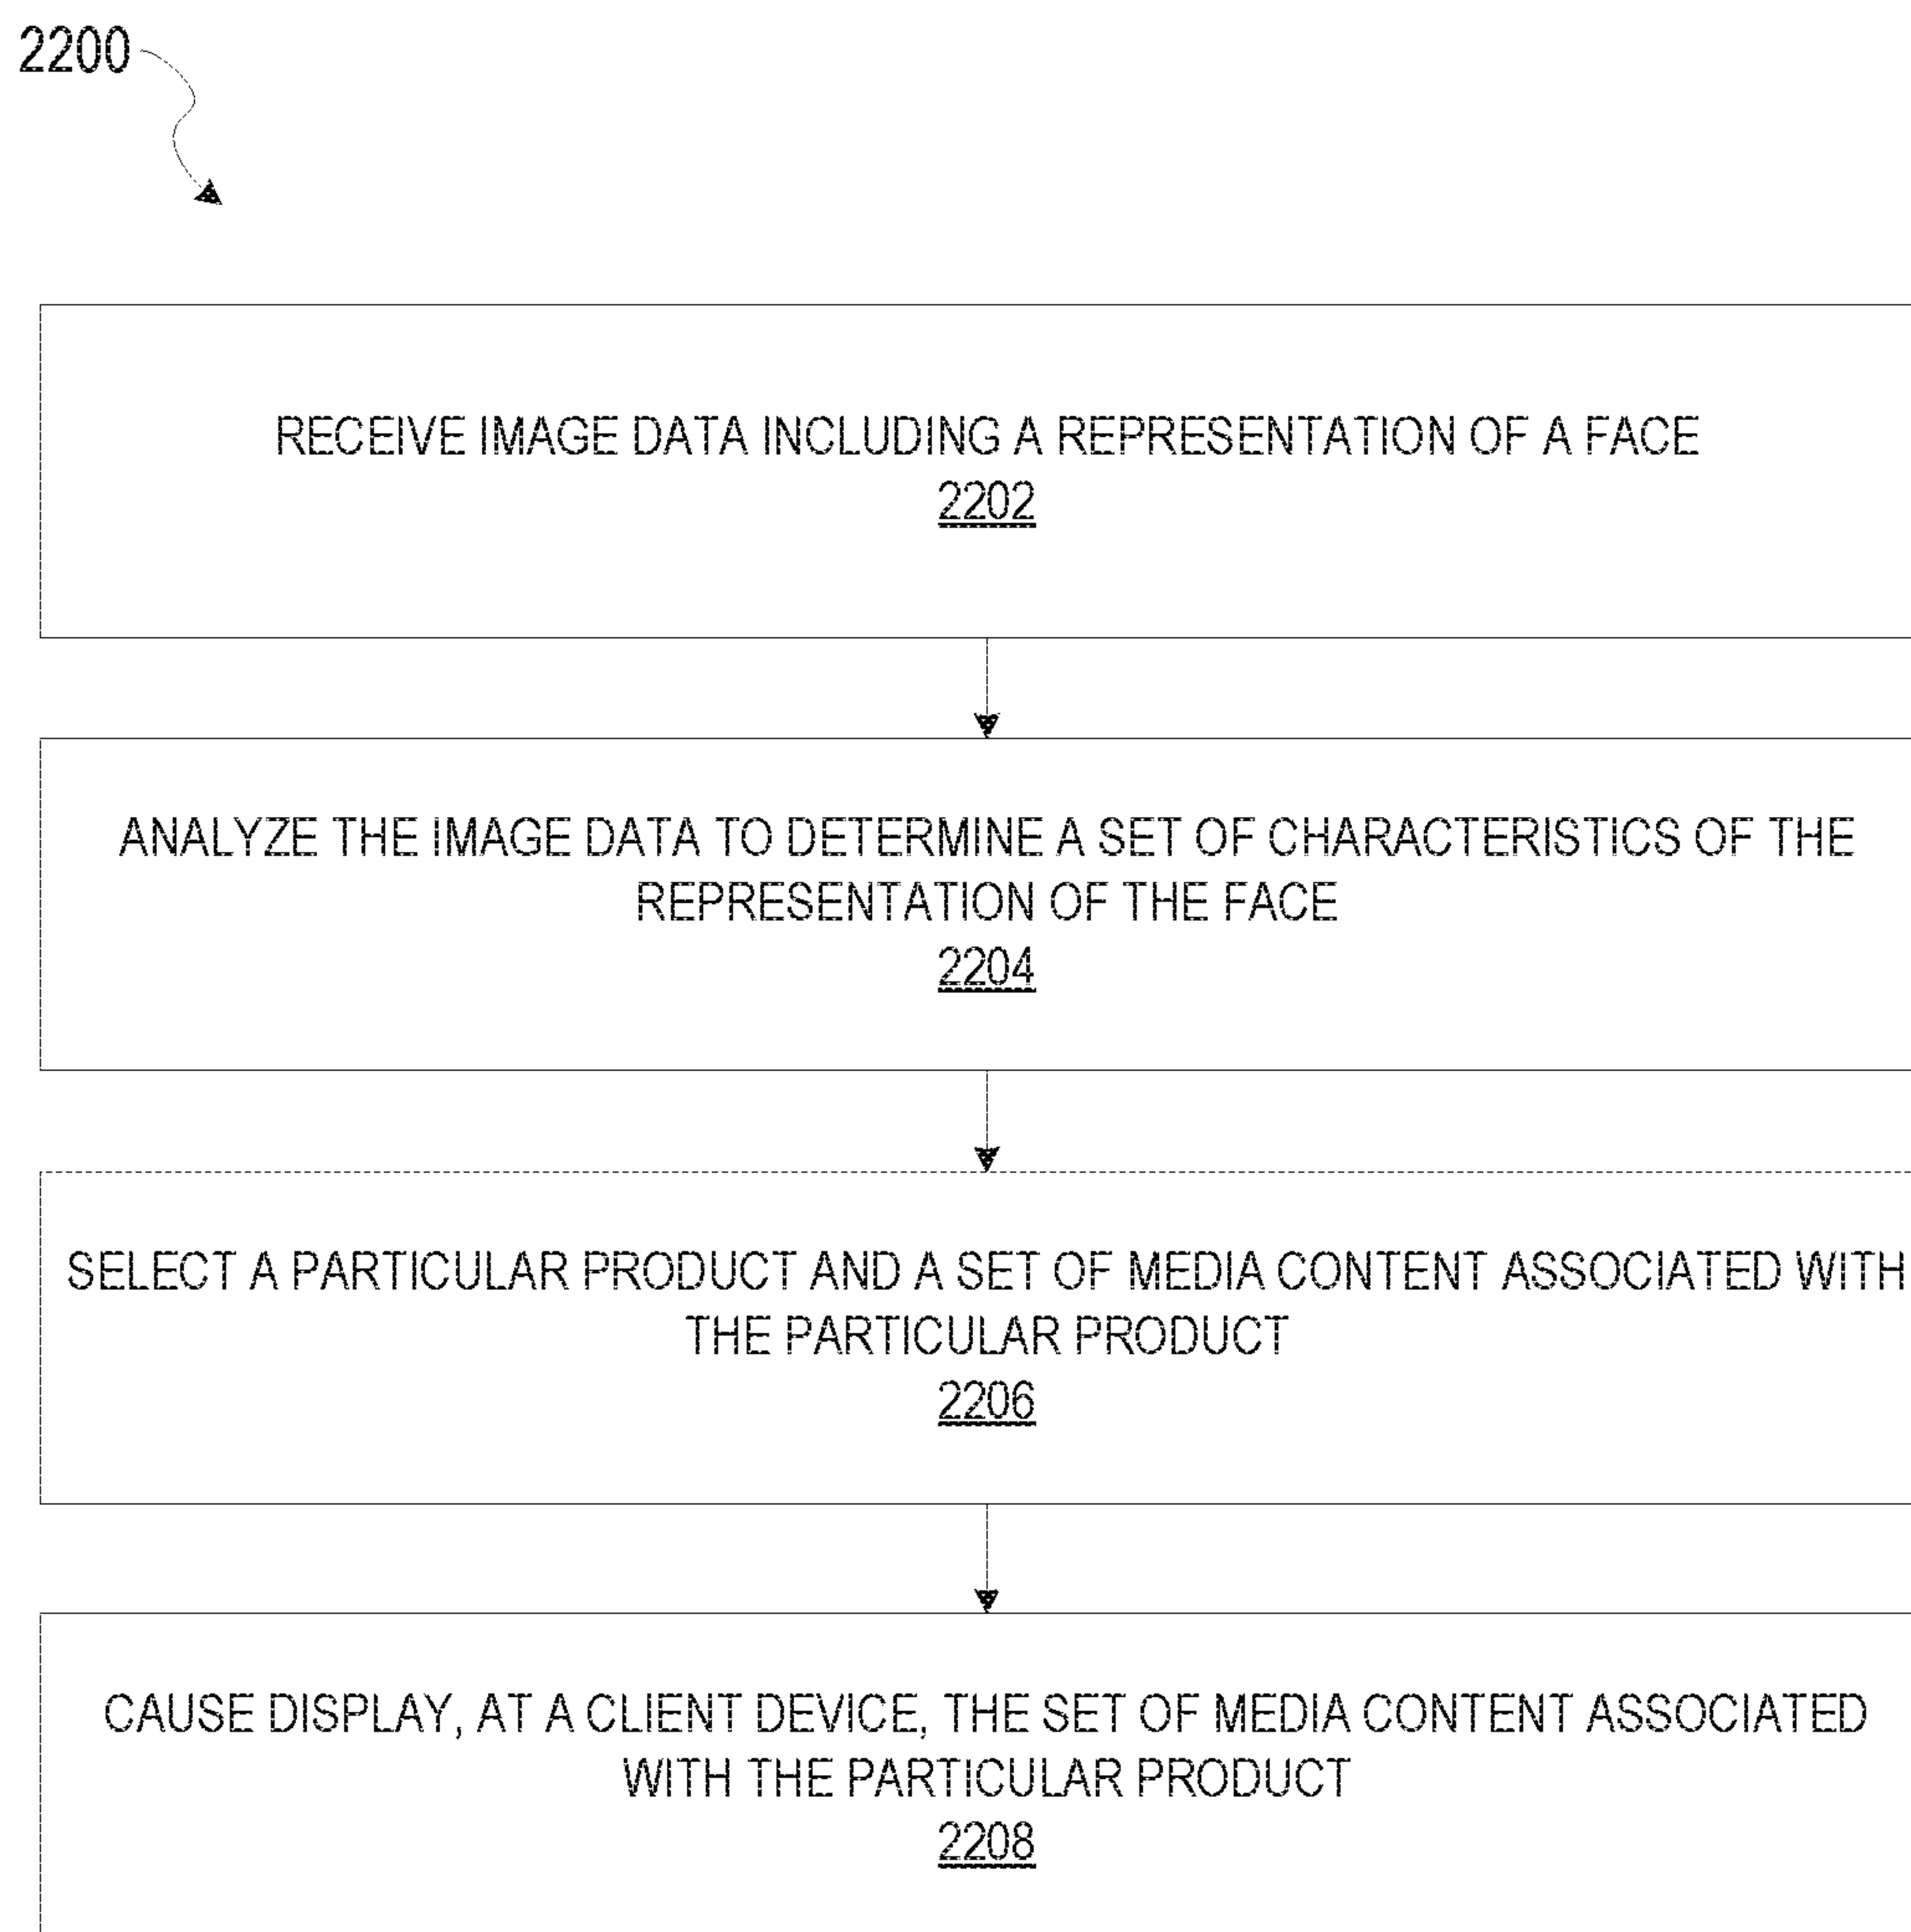 2200
RECEIVE IMAGE DATA INCLUDING A REPRESENTATION OF A FACE
2202
ANALYZE THE IMAGE DATA TO DETERMINE A SET OF CHARACTERISTICS OF THE
REPRESENTATION OF THE FACE
2204
SELECT A PARTICULAR PRODUCT AND A SET OF MEDIA CONTENT ASSOCIATED WITH
THE PARTICULAR PRODUCT
2206
CAUSE DISPLAY, AT A CLIENT DEVICE, THE SET OF MEDIA CONTENT ASSOCIATED
WITH THE PARTICULAR PRODUCT
2208